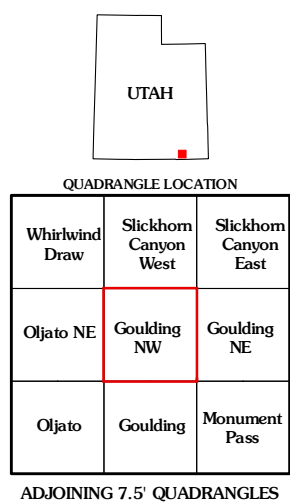 UTAH
QUADRANGLE LOCATION
Whirlwind
Draw
Slickhorn
Canyon
West
Slickhorn
Canyon
East
Oljato NE
Goulding
NW
Goulding
NE
Oljato
Goulding
Monument
Pass
ADJOINING 7.5' QUADRANGLES